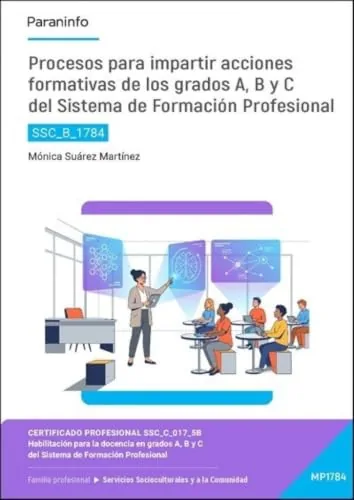 Paraninfo
Procesos para impartir acciones
formativas de los grados A, B y C
del Sistema de Formación Profesional
SSC_B_1784
Mónica Suárez Martínez
CERTIFICADO PROFESIONAL SSC_C_017_5B
Habilitación para la docencia en grados A, B y C
del Sistema de Formación Profesional
Familia profesional ▶ Servicios Socioculturales y a la Comunidad
MP1784